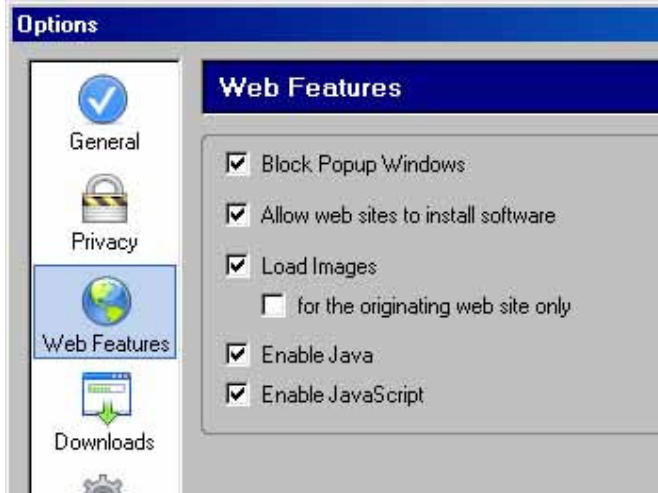 Options
General
Privacy
Web Features
Downloads
Web Features
Block Popup Windows
Allow web sites to install software
Load Images
for the originating web site only
Enable Java
Enable JavaScript